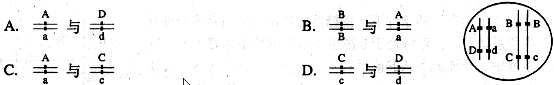 A. A a 与 D d B. B B 与 A a
C. A a 与 C c D. C c 与 D d
A a B B
D d C c